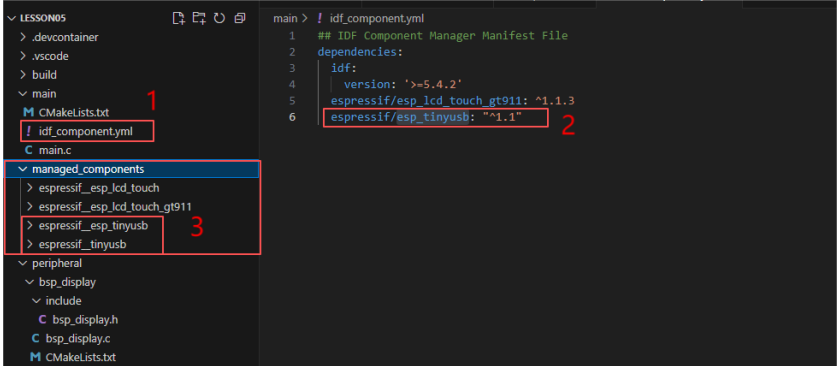 LESSON05
.devcontainer
.vscode
build
main
CMakeLists.txt
idf_component.yml
main.c
managed_components
espressif__esp_lcd_touch
espressif__esp_lcd_touch_gt911
espressif__esp_tinyusb
espressif__tinyusb
peripheral
bsp_display
include
bsp_display.h
bsp_display.c
CMakeLists.txt
1
3
main > ! idf_component.yml
1 ## IDF Component Manager Manifest File
2 dependencies:
3 idf:
4 version: '>=5.4.2'
5 espressif/esp_lcd_touch_gt911: ^1.1.3
6 espressif/esp_tinyusb: "^1.1"
2